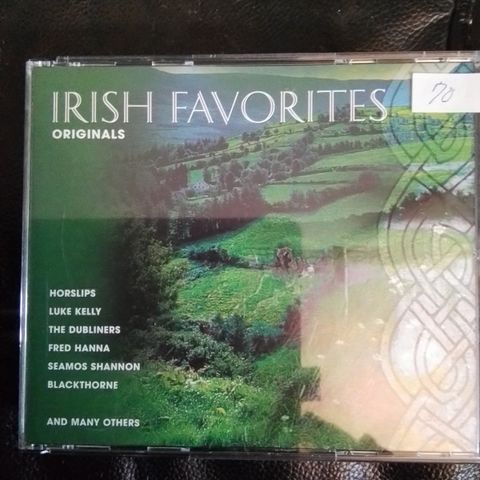 IRISH FAVORITES
ORIGINALS
70
HORSLIPS
LUKE KELLY
THE DUBLINERS
FRED HANNA
SEAMOS SHANNON
BLACKTHORNE
AND MANY OTHERS